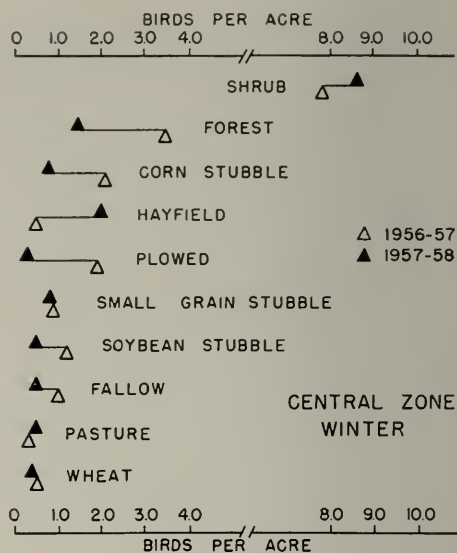 BIRDS PER ACRE
0 1.0 2.0 3.0 4.0 8.0 9.0 10.0
SHRUB
FOREST
CORN STUBBLE
HAYFIELD
△ 1956-57
PLOWED
▲ 1957-58
SMALL GRAIN STUBBLE
SOYBEAN STUBBLE
FALLOW
CENTRAL ZONE
WINTER
PASTURE
WHEAT
0 1.0 2.0 3.0 4.0 8.0 9.0 10.0
BIRDS PER ACRE